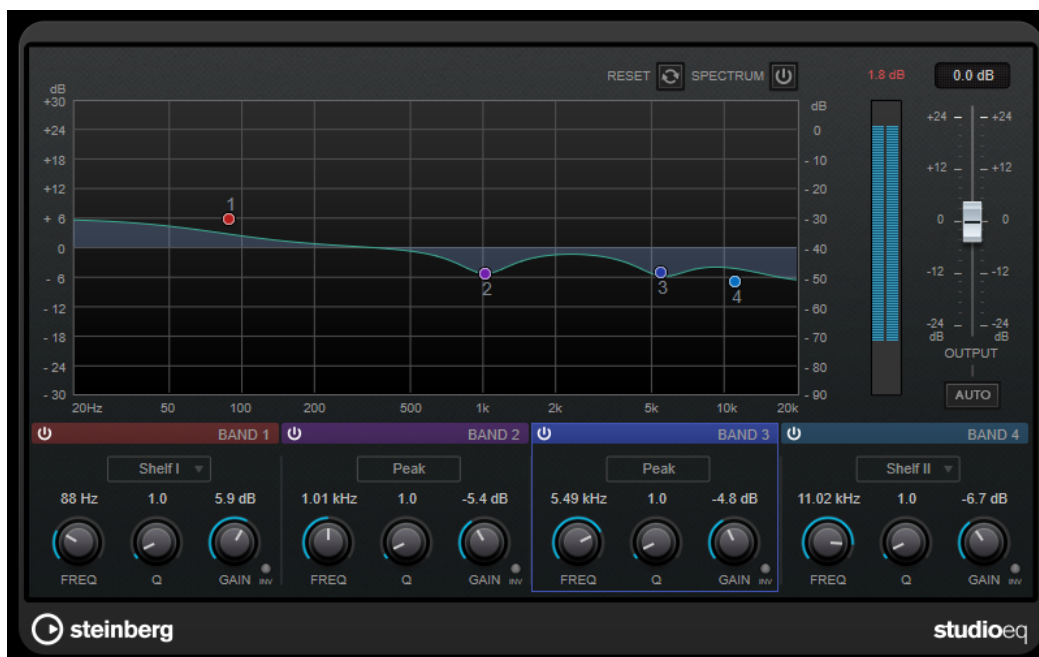 RESET SPECTRUM 1.8 dB 0.0 dB
dB
+30 dB
+24 0 +24 +24
+18 - 10
+12 - 20 +12 +12
+ 6 - 30
0 - 40 0 0
- 6 - 50
- 12 - 60 -12 -12
- 18 - 70
- 24 - 80 -24 -24
dB dB
- 30 - 90
OUTPUT
AUTO
1
2
3
4
20Hz 50 100 200 500 1k 2k 5k 10k 20k
BAND 1 BAND 2 BAND 3 BAND 4
Shelf I Peak Peak Shelf II
88 Hz 1.0 5.9 dB 1.01 kHz 1.0 -5.4 dB 5.49 kHz 1.0 -4.8 dB 11.02 kHz 1.0 -6.7 dB
FREQ Q GAIN INV FREQ Q GAIN INV FREQ Q GAIN INV FREQ Q GAIN INV
steinberg studioeq